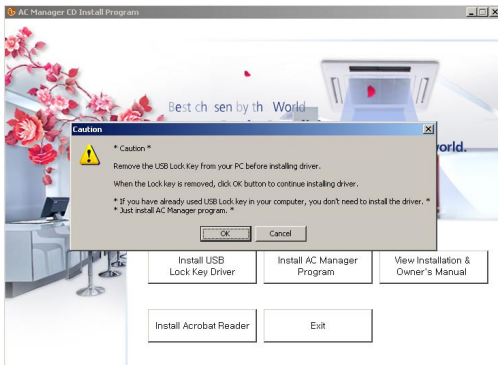 AC Manager CD Install Program
Best ch sen by th World
Caution
* Caution *
Remove the USB Lock Key from your PC before installing driver.
When the Lock key is removed, click OK button to continue installing driver.
* If you have already used USB Lock key in your computer, you don't need to install the driver. *
* Just install AC Manager program. *
OK
Cancel
orld.
Install USB
Lock Key Driver
Install AC Manager
Program
View Installation &
Owner's Manual
Install Acrobat Reader
Exit